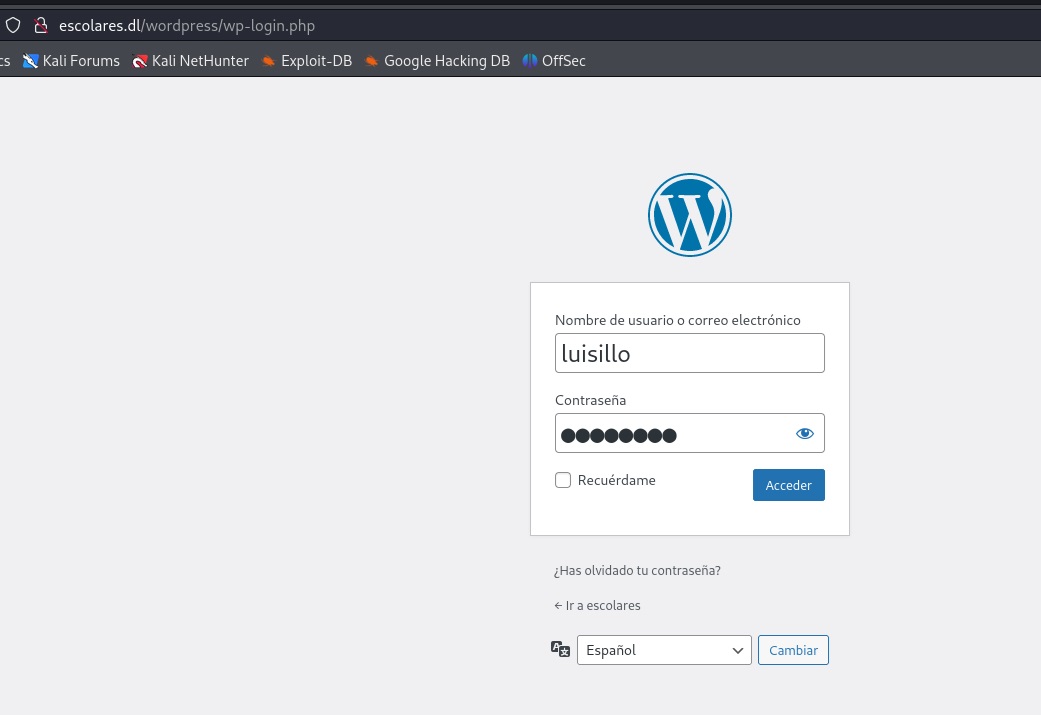 escolares.dl/wordpress/wp-login.php
cs Kali Forums Kali NetHunter Exploit-DB Google Hacking DB OffSec
Nombre de usuario o correo electrónico
luisillo
Contraseña
●●●●●●●●
Recuérdame Acceder
¿Has olvidado tu contraseña?
← Ir a escolares
Español Cambiar